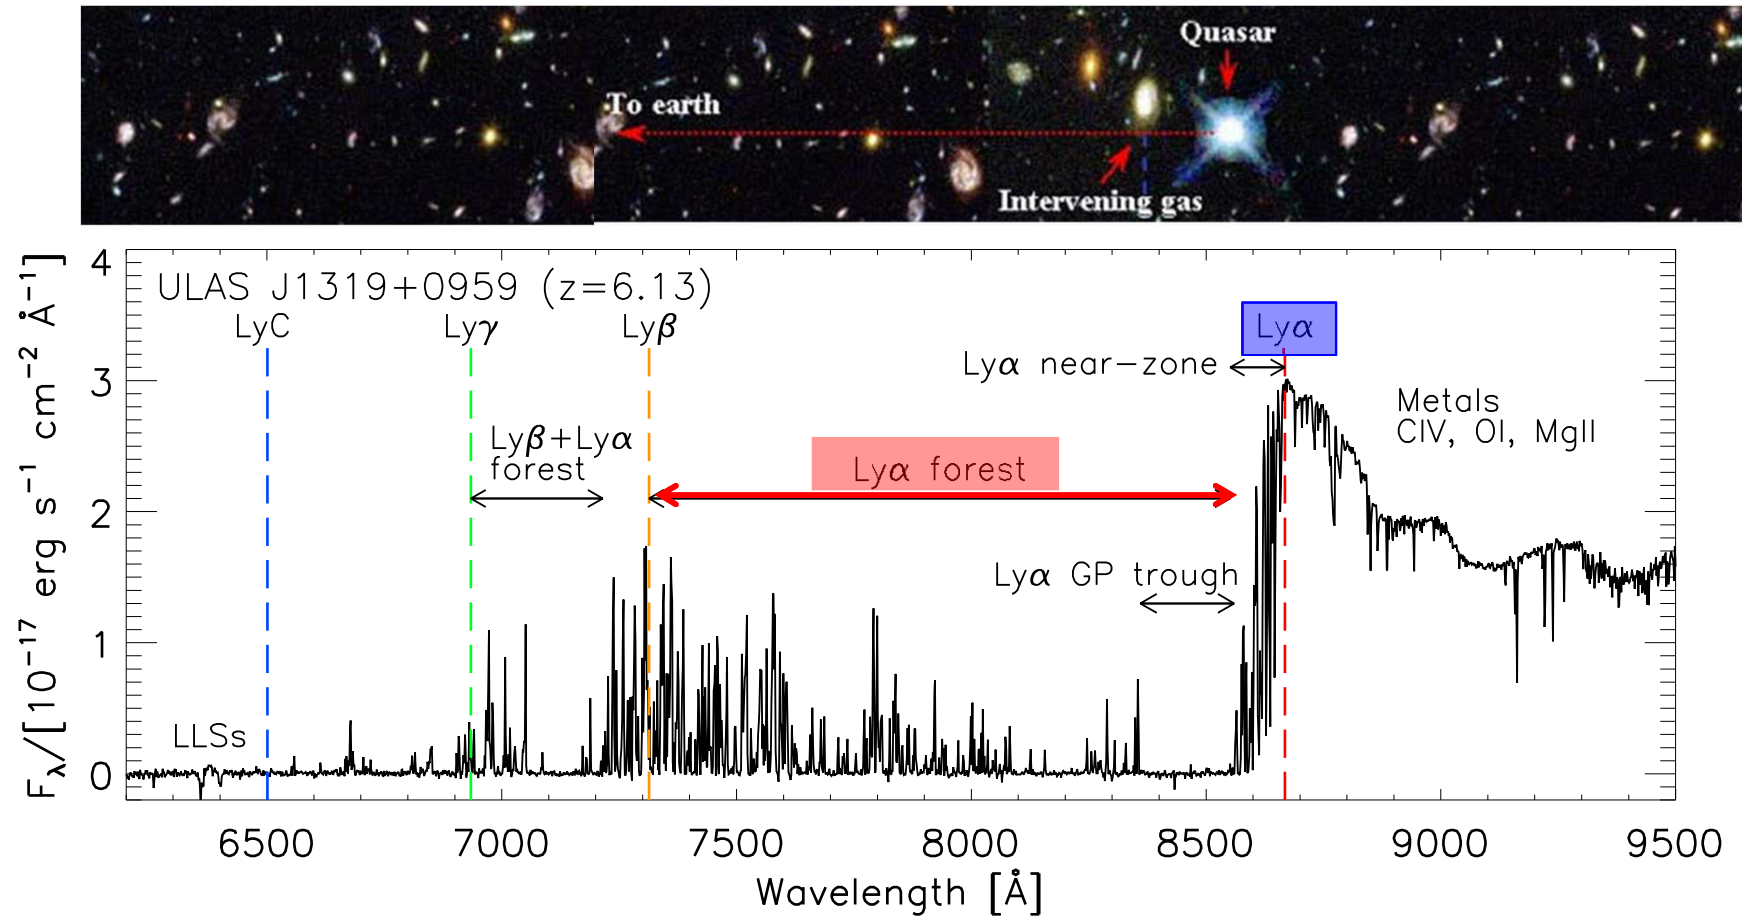 Quasar
To earth
Intervening gas
ULAS J1319+0959 (z=6.13)
LyC
Lyγ
Lyβ
Lyα
Lyα near-zone
Metals
CIV, OI, MgII
Lyβ+Lyα
forest
Lyα forest
Lyα GP trough
LLSs
F_λ/[10⁻¹⁷ erg s⁻¹ cm⁻² Å⁻¹]
4
3
2
1
0
6500 7000 7500 8000 8500 9000 9500
Wavelength [Å]